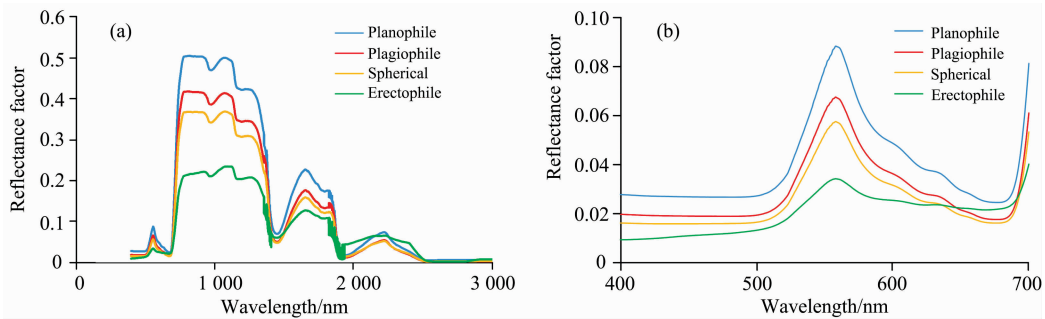 (a)
Reflectance factor
0.6
0.5
0.4
0.3
0.2
0.1
0
Planophile
Plagiophile
Spherical
Erectophile
0
1 000
2 000
3 000
Wavelength/nm
(b)
Reflectance factor
0.10
0.08
0.06
0.04
0.02
0.00
Planophile
Plagiophile
Spherical
Erectophile
400
500
600
700
Wavelength/nm